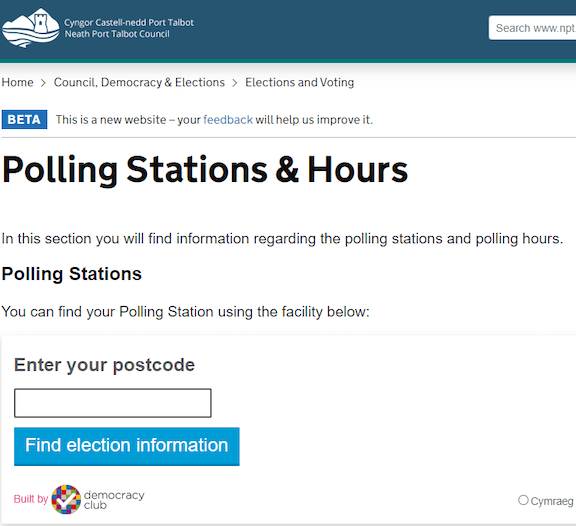 Cyngor Castell-nedd Port Talbot
Neath Port Talbot Council
Search www.npt.
Home > Council, Democracy & Elections > Elections and Voting
BETA This is a new website – your feedback will help us improve it.
Polling Stations & Hours
In this section you will find information regarding the polling stations and polling hours.
Polling Stations
You can find your Polling Station using the facility below:
Enter your postcode
Find election information
Built by democracy club
Cymraeg